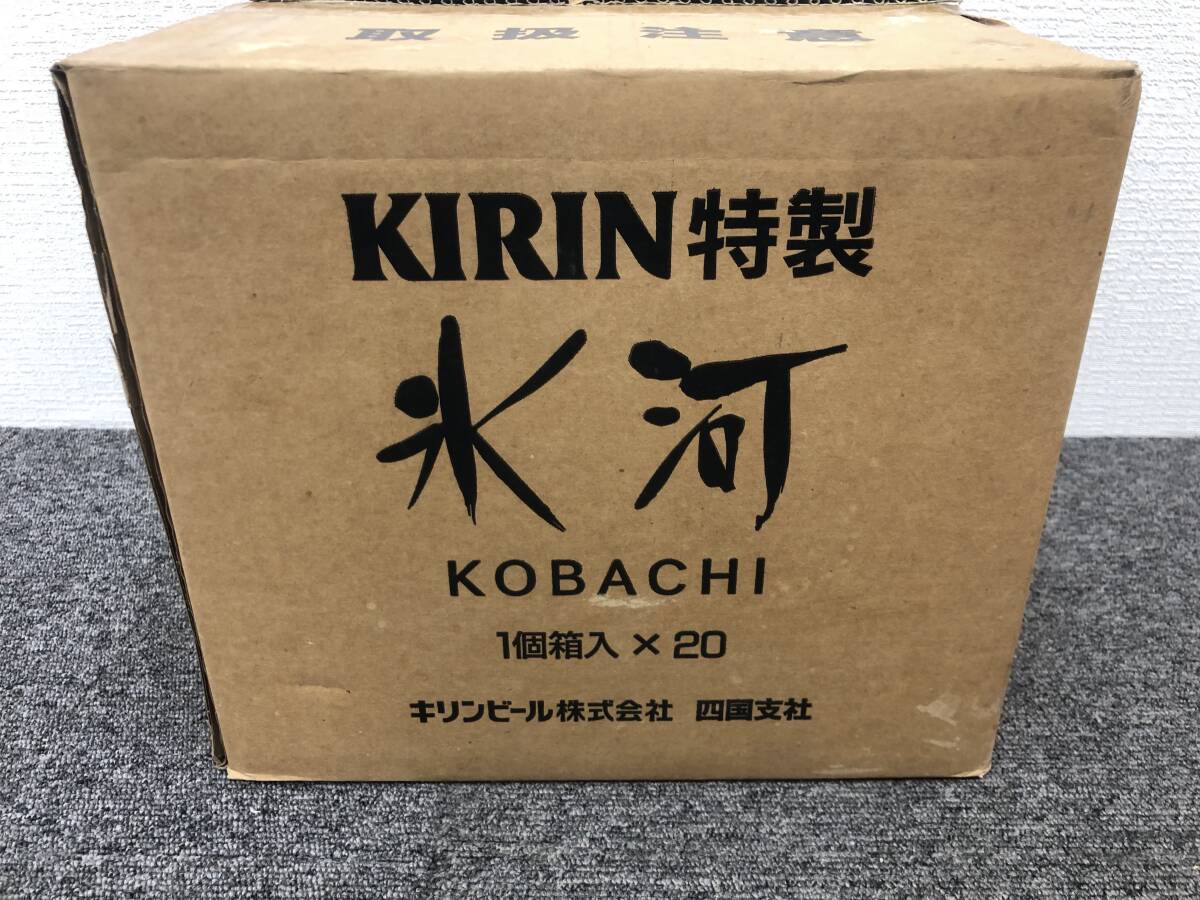 取扱注意
KIRIN特製
氷河
KOBACHI
1個箱入×20
キリンビール株式会社 四国支社